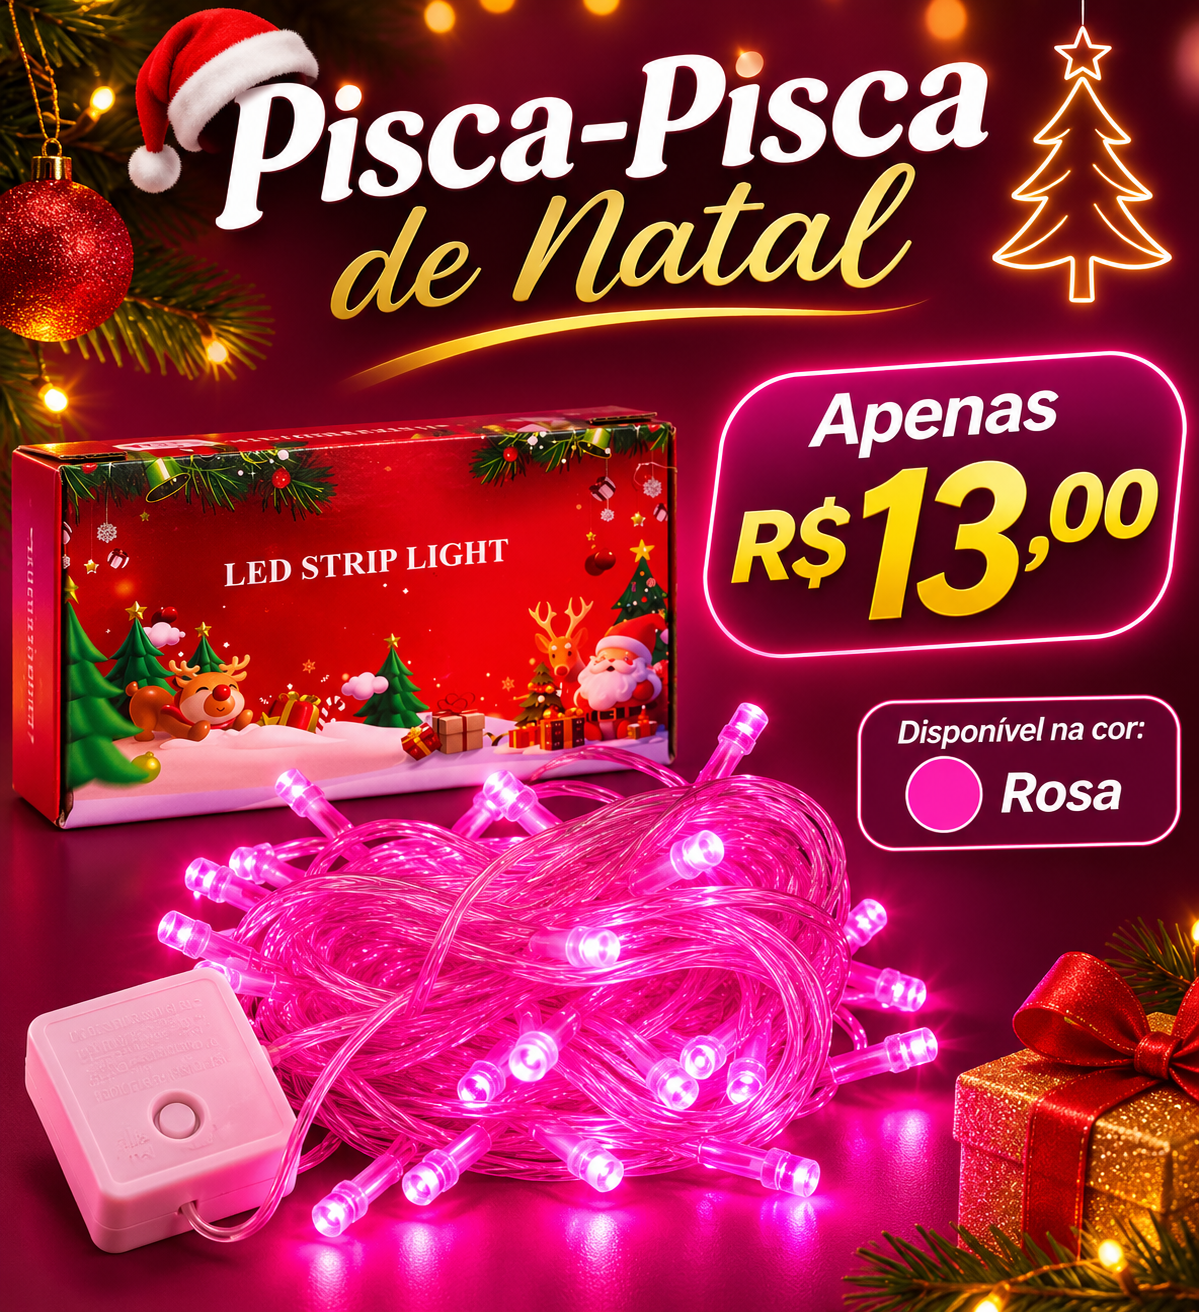 Pisca-Pisca
de Natal
Apenas
R$13,00
LED STRIP LIGHT
Disponível na cor:
Rosa